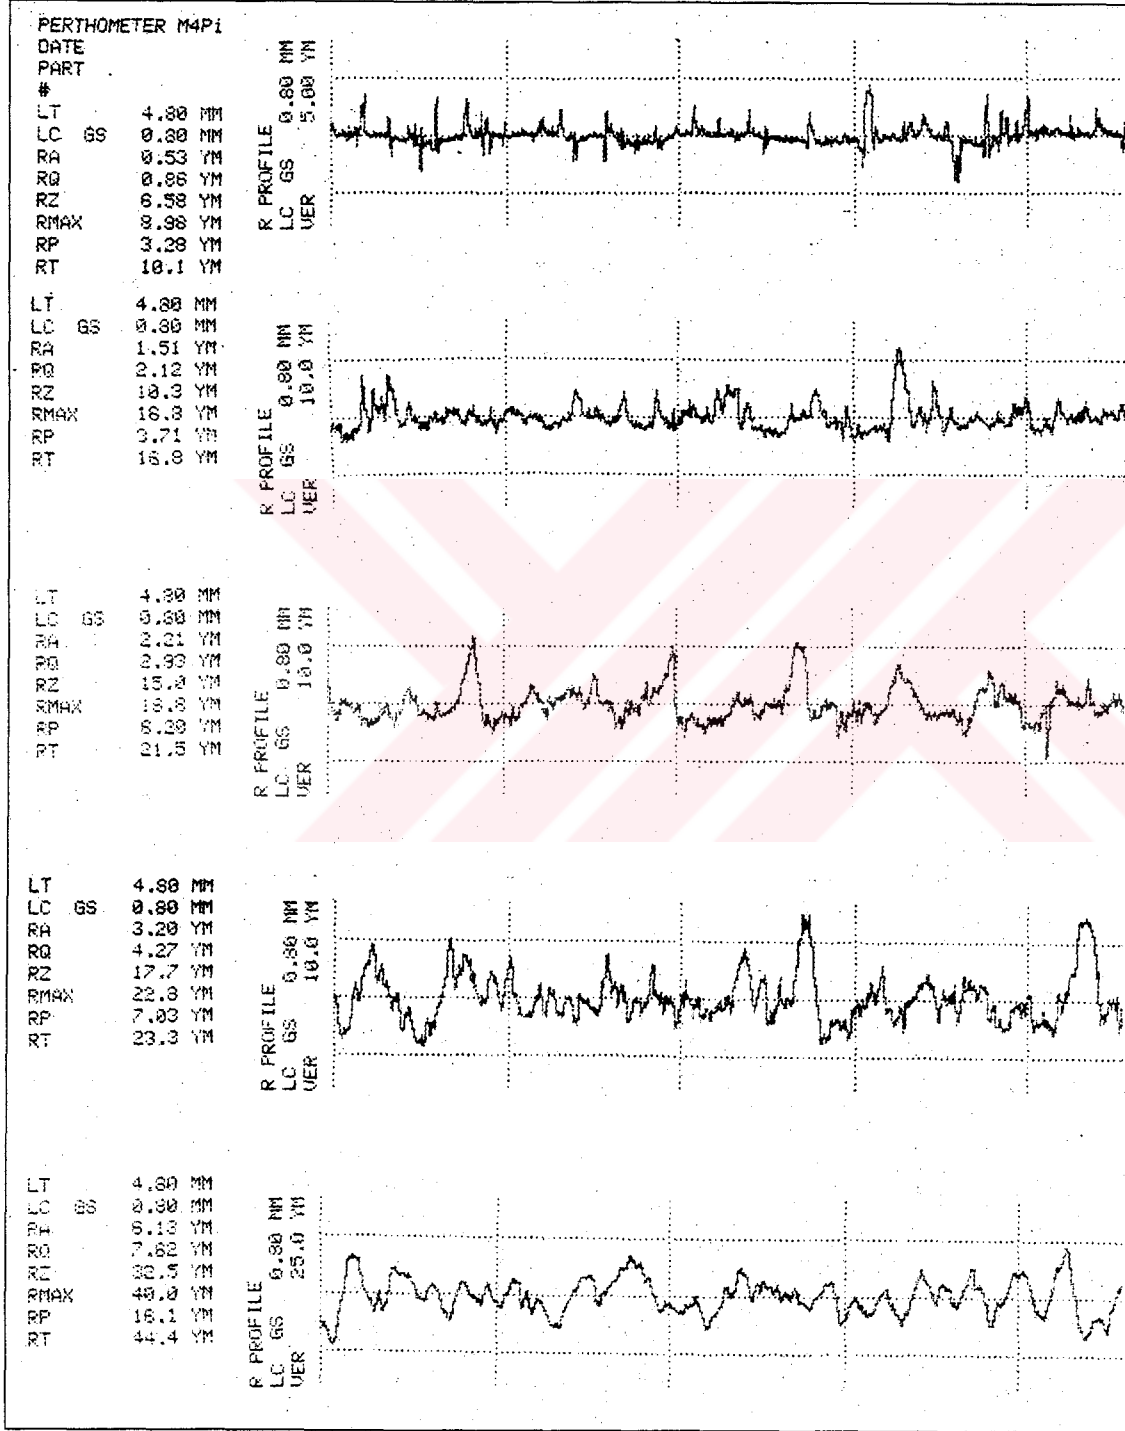 PERTHOMETER M4Pi
DATE
PART
#
LT 4.80 MM
LC GS 0.80 MM
RA 0.53 YM
RQ 0.86 YM
RZ 6.58 YM
RMAX 8.98 YM
RP 3.28 YM
RT 10.1 YM
R PROFILE
LC GS 0.80 MM
VER 5.00 YM
LT 4.80 MM
LC GS 0.80 MM
RA 1.51 YM
RQ 2.12 YM
RZ 10.3 YM
RMAX 16.8 YM
RP 3.71 YM
RT 16.8 YM
R PROFILE
LC GS 0.80 MM
VER 10.0 YM
LT 4.80 MM
LC GS 0.80 MM
RA 2.21 YM
RQ 2.93 YM
RZ 15.0 YM
RMAX 18.8 YM
RP 6.20 YM
RT 21.5 YM
R PROFILE
LC GS 0.80 MM
VER 10.0 YM
LT 4.80 MM
LC GS 0.80 MM
RA 3.20 YM
RQ 4.27 YM
RZ 17.7 YM
RMAX 22.8 YM
RP 7.03 YM
RT 23.3 YM
R PROFILE
LC GS 0.80 MM
VER 10.0 YM
LT 4.80 MM
LC GS 0.80 MM
RA 6.13 YM
RQ 7.62 YM
RZ 32.5 YM
RMAX 40.0 YM
RP 16.1 YM
RT 44.4 YM
R PROFILE
LC GS 0.80 MM
VER 25.0 YM